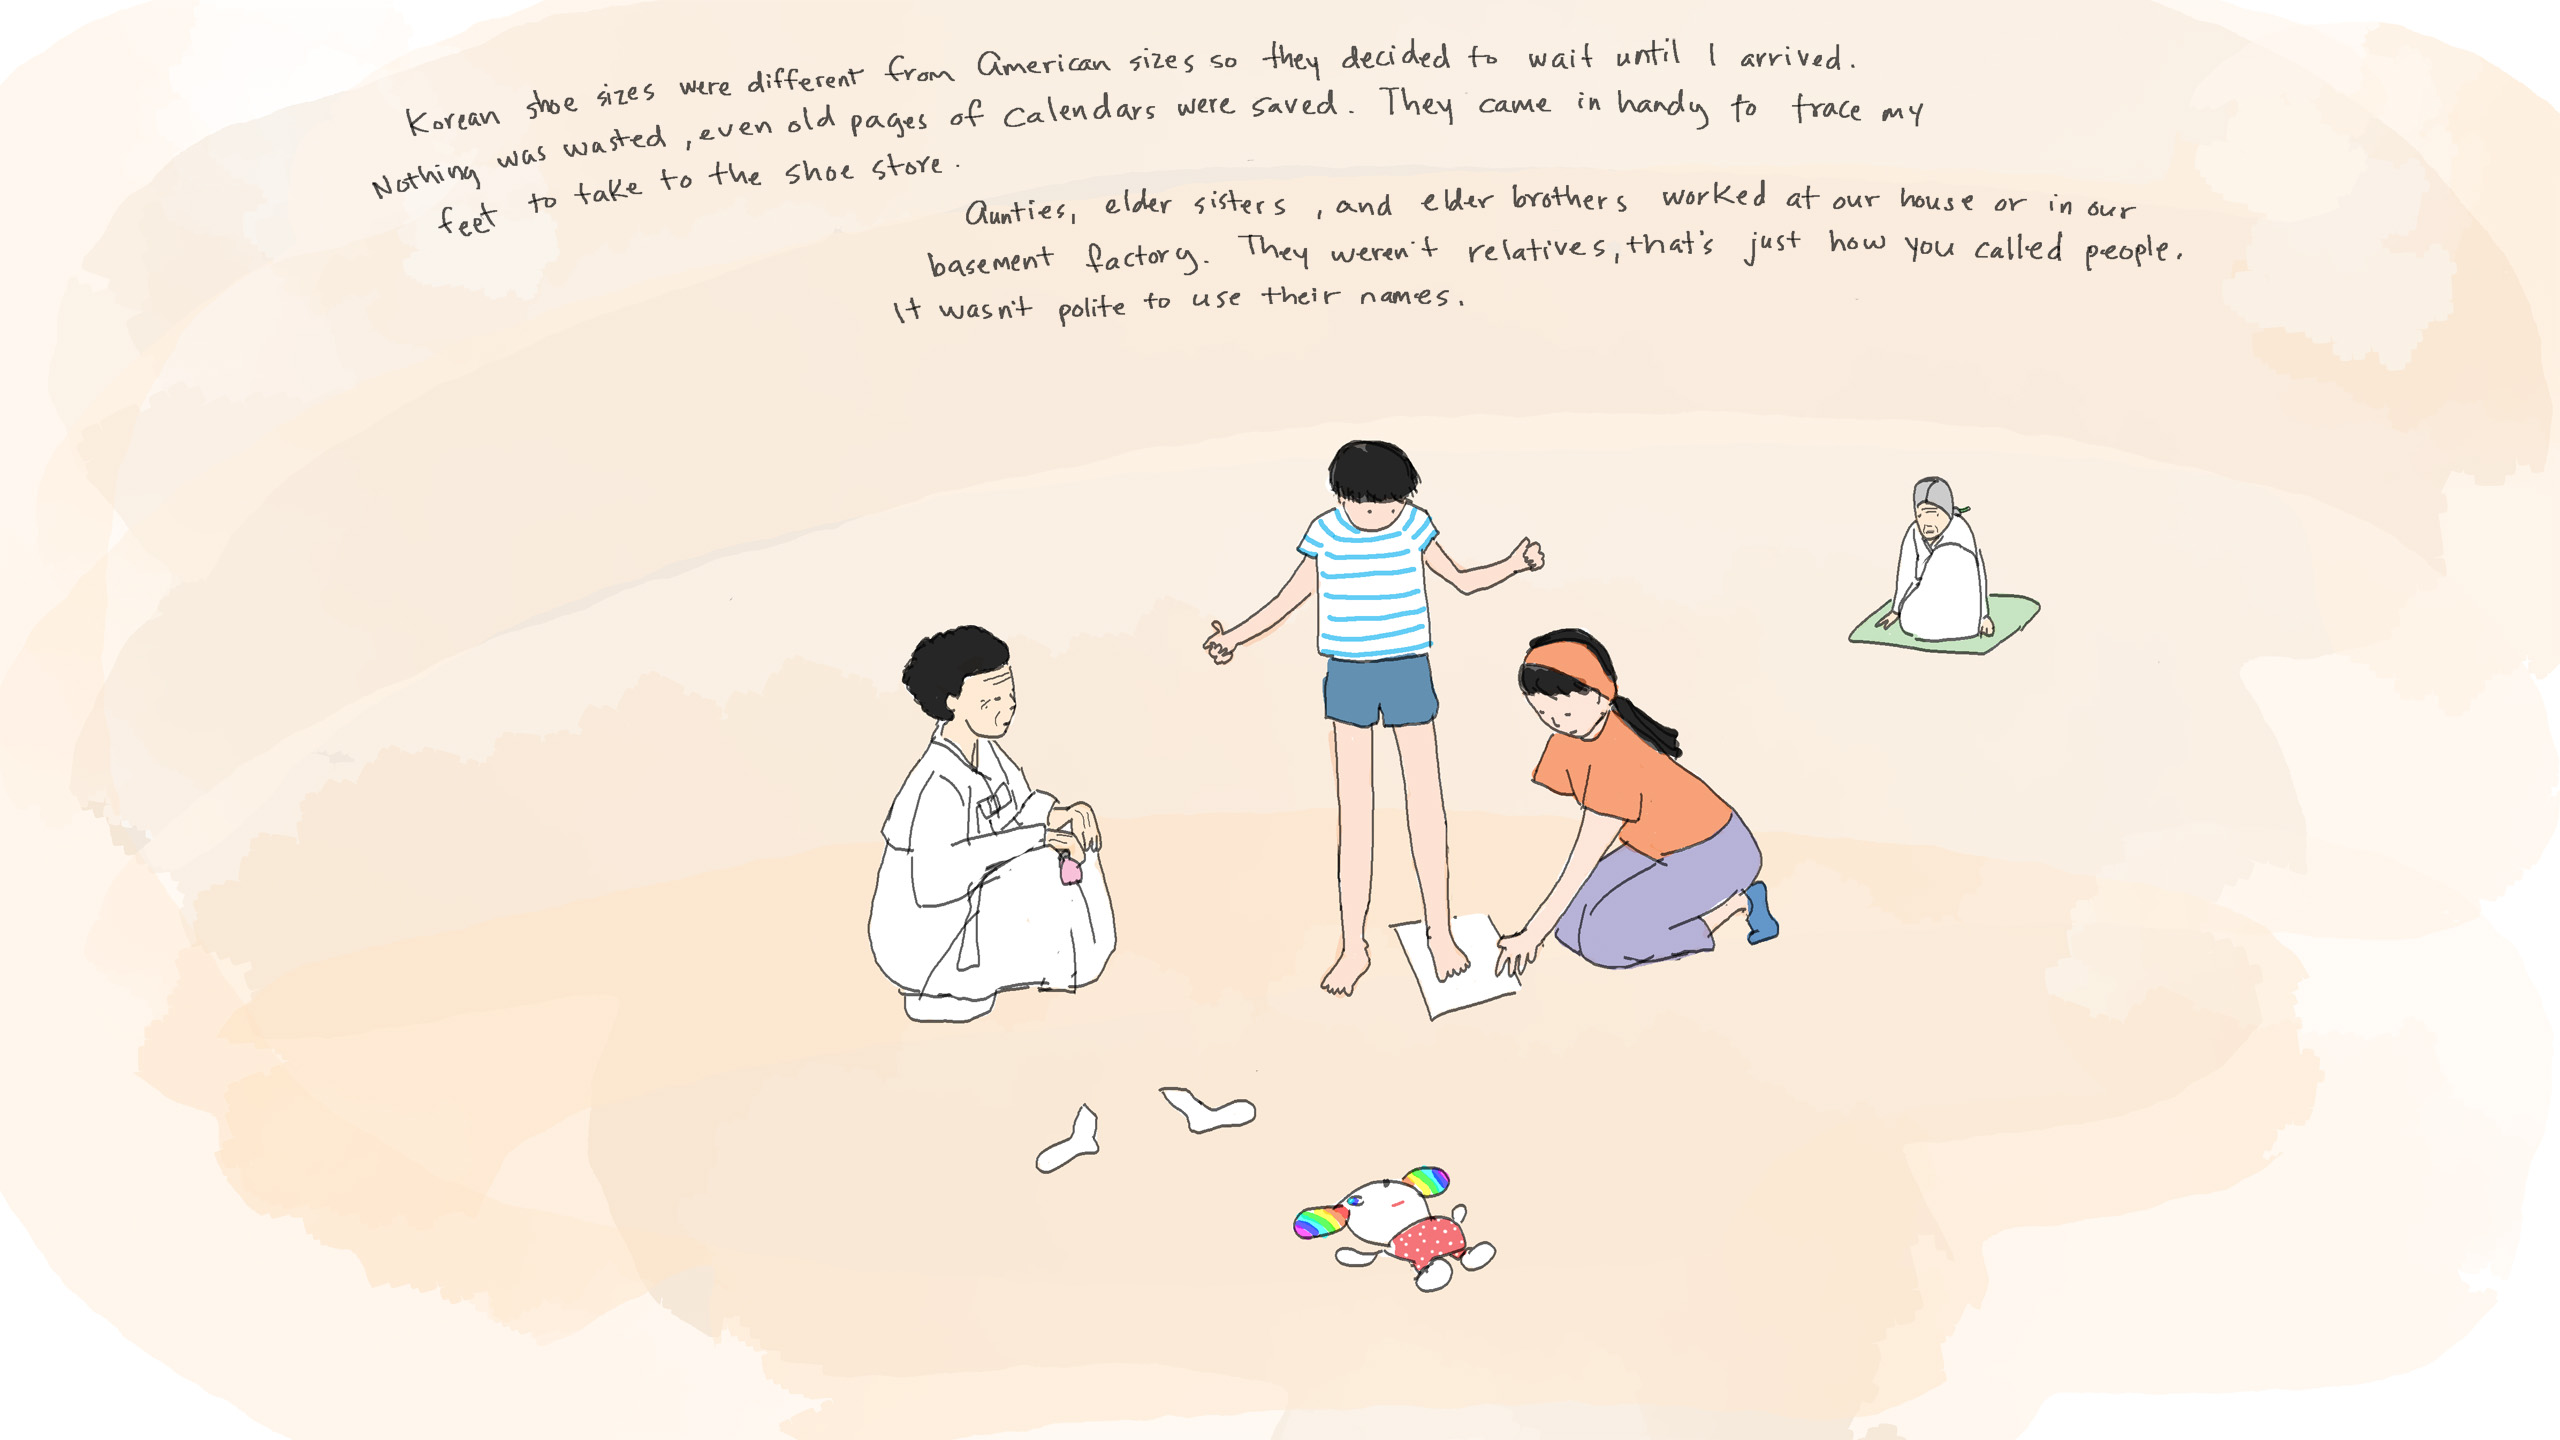 Korean shoe sizes were different from American sizes so they decided to wait until I arrived.
Nothing was wasted, even old pages of calendars were saved. They came in handy to trace my
feet to take to the shoe store.
Aunties, elder sisters, and elder brothers worked at our house or in our
basement factory. They weren't relatives, that's just how you called people.
It wasn't polite to use their names.